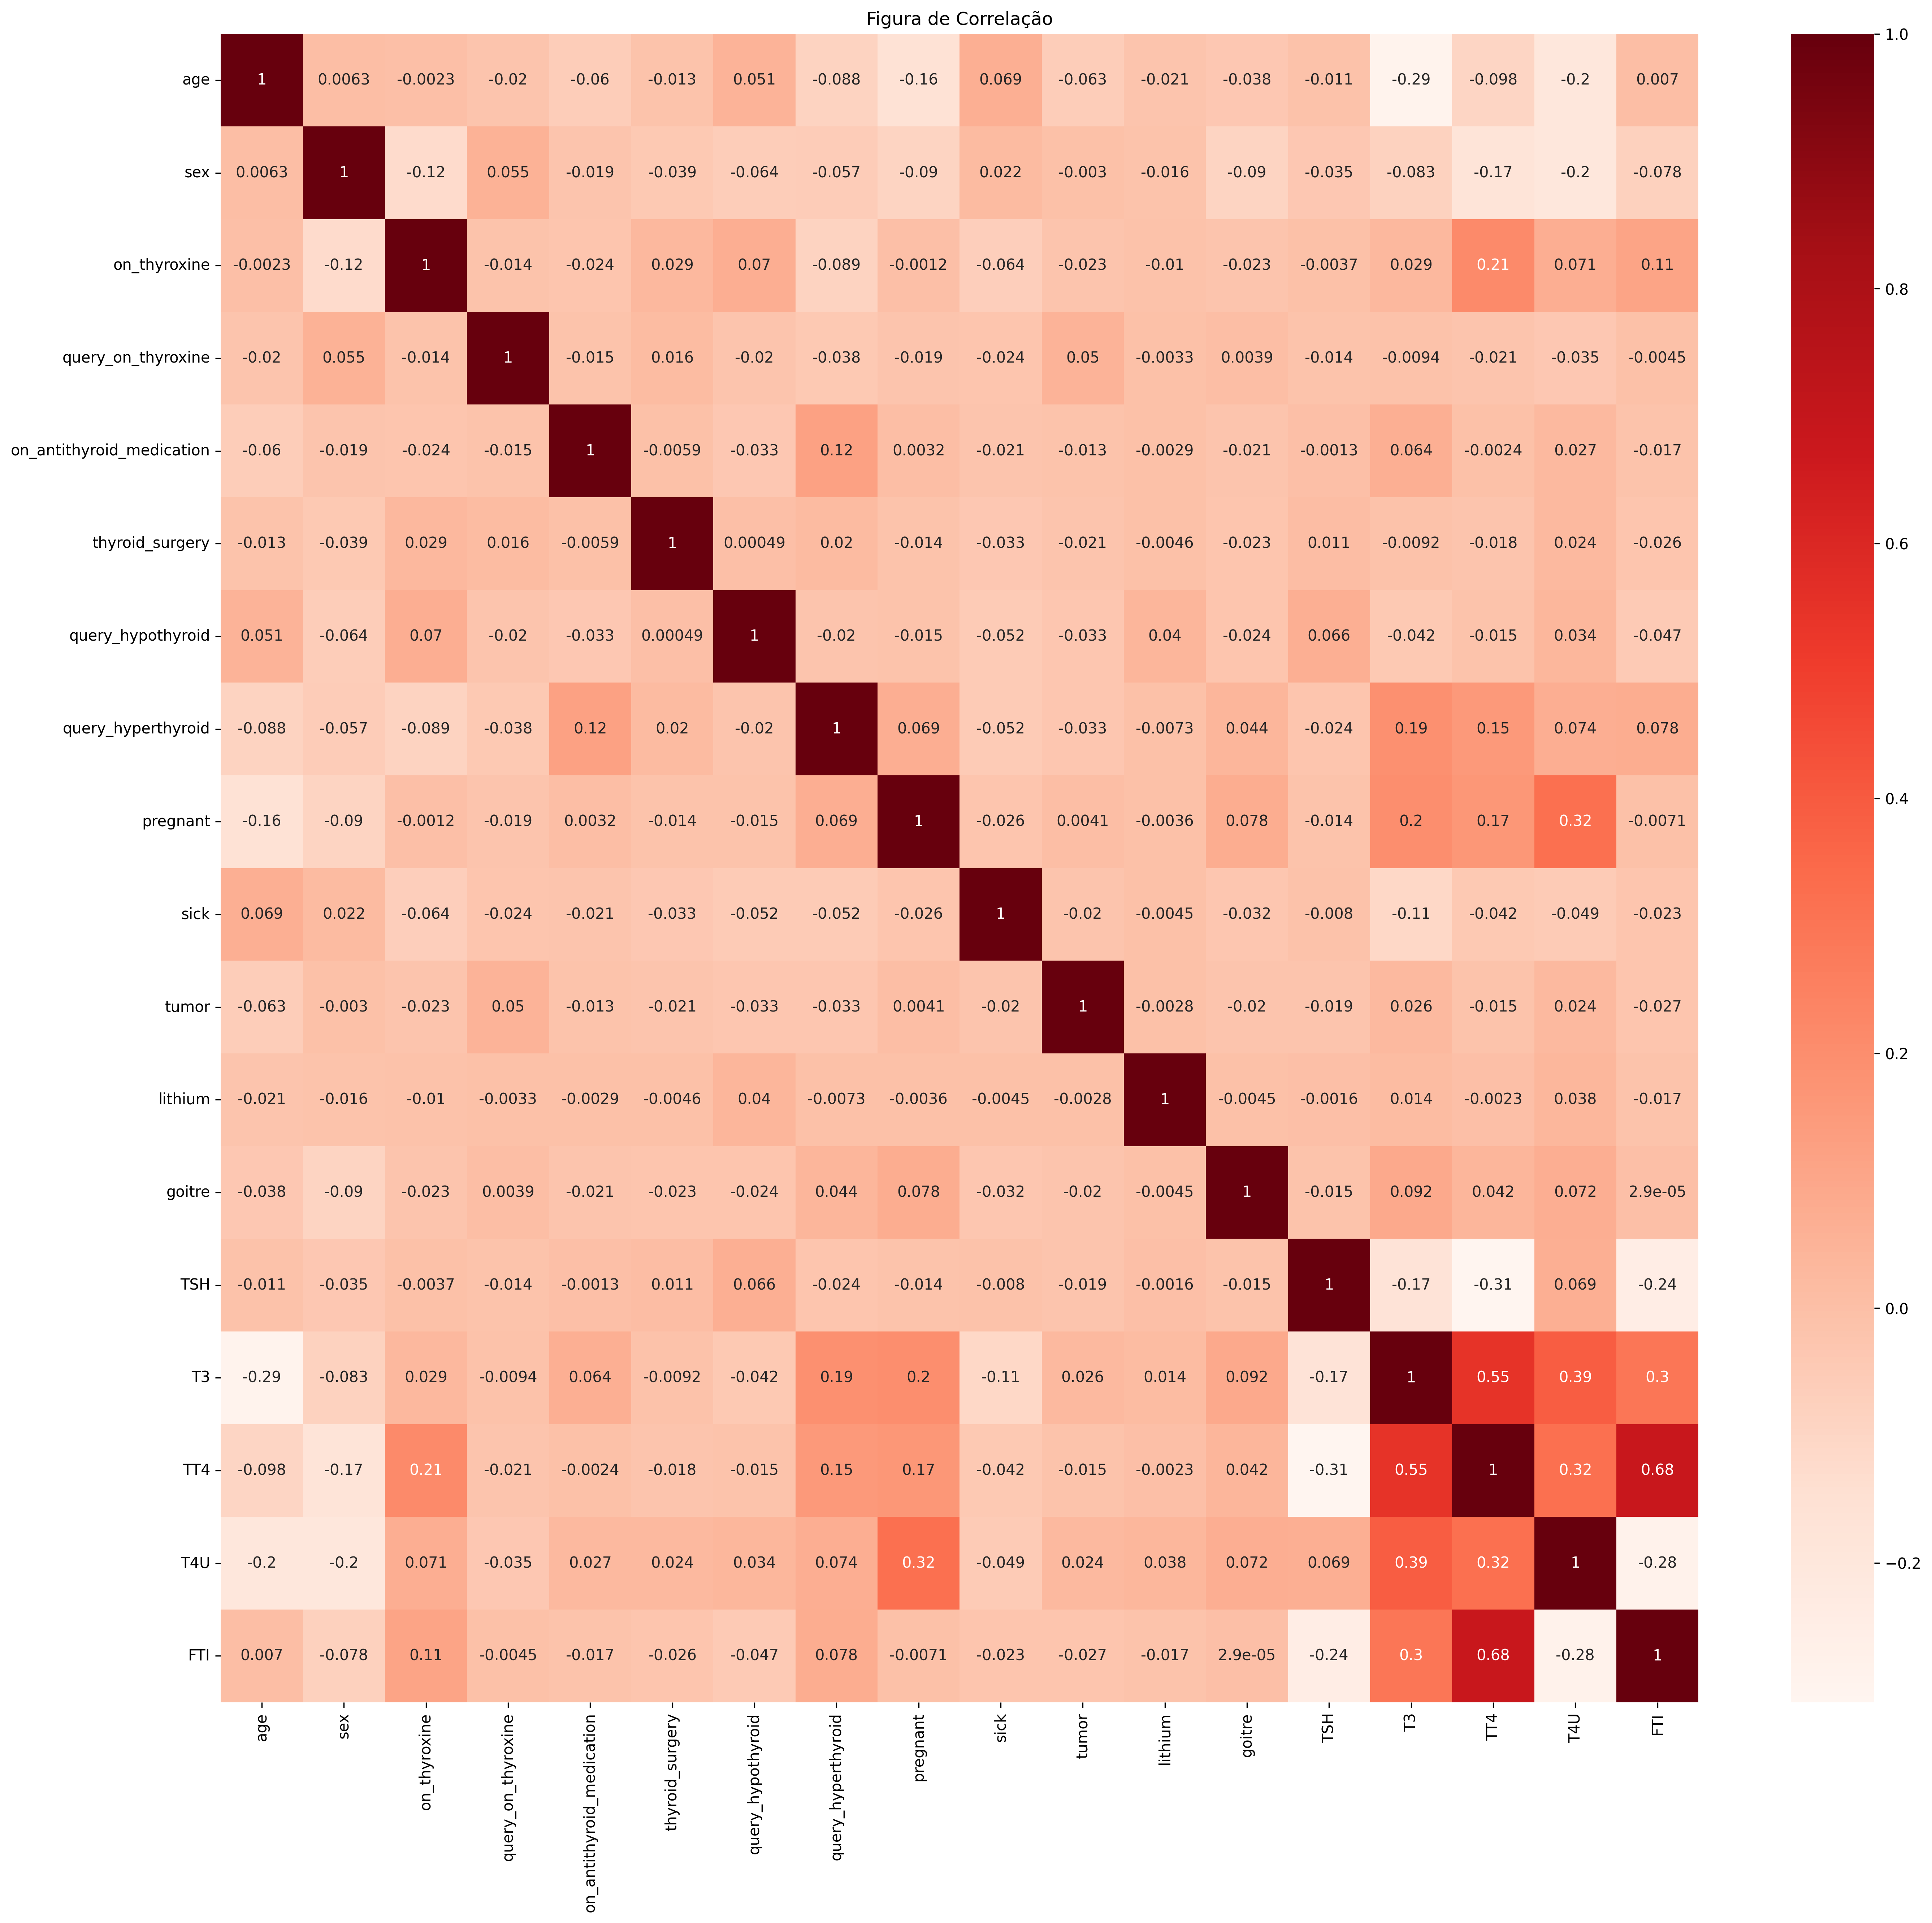 Figura de Correlação
age 1 0.0063 -0.0023 -0.02 -0.06 -0.013 0.051 -0.088 -0.16 0.069 -0.063 -0.021 -0.038 -0.011 -0.29 -0.098 -0.2 0.007
sex 0.0063 1 -0.12 0.055 -0.019 -0.039 -0.064 -0.057 -0.09 0.022 -0.003 -0.016 -0.09 -0.035 -0.083 -0.17 -0.2 -0.078
on_thyroxine -0.0023 -0.12 1 -0.014 -0.024 0.029 0.07 -0.089 -0.0012 -0.064 -0.023 -0.01 -0.023 -0.0037 0.029 0.21 0.071 0.11
query_on_thyroxine -0.02 0.055 -0.014 1 -0.015 0.016 -0.02 -0.038 -0.019 -0.024 0.05 -0.0033 0.0039 -0.014 -0.0094 -0.021 -0.035 -0.0045
on_antithyroid_medication -0.06 -0.019 -0.024 -0.015 1 -0.0059 -0.033 0.12 0.0032 -0.021 -0.013 -0.0029 -0.021 -0.0013 0.064 -0.0024 0.027 -0.017
thyroid_surgery -0.013 -0.039 0.029 0.016 -0.0059 1 0.00049 0.02 -0.014 -0.033 -0.021 -0.0046 -0.023 0.011 -0.0092 -0.018 0.024 -0.026
query_hypothyroid 0.051 -0.064 0.07 -0.02 -0.033 0.00049 1 -0.02 -0.015 -0.052 -0.033 0.04 -0.024 0.066 -0.042 -0.015 0.034 -0.047
query_hyperthyroid -0.088 -0.057 -0.089 -0.038 0.12 0.02 -0.02 1 0.069 -0.052 -0.033 -0.0073 0.044 -0.024 0.19 0.15 0.074 0.078
pregnant -0.16 -0.09 -0.0012 -0.019 0.0032 -0.014 -0.015 0.069 1 -0.026 0.0041 -0.0036 0.078 -0.014 0.2 0.17 0.32 -0.0071
sick 0.069 0.022 -0.064 -0.024 -0.021 -0.033 -0.052 -0.052 -0.026 1 -0.02 -0.0045 -0.032 -0.008 -0.11 -0.042 -0.049 -0.023
tumor -0.063 -0.003 -0.023 0.05 -0.013 -0.021 -0.033 -0.033 0.0041 -0.02 1 -0.0028 -0.02 -0.019 0.026 -0.015 0.024 -0.027
lithium -0.021 -0.016 -0.01 -0.0033 -0.0029 -0.0046 0.04 -0.0073 -0.0036 -0.0045 -0.0028 1 -0.0045 -0.0016 0.014 -0.0023 0.038 -0.017
goitre -0.038 -0.09 -0.023 0.0039 -0.021 -0.023 -0.024 0.044 0.078 -0.032 -0.02 -0.0045 1 -0.015 0.092 0.042 0.072 2.9e-05
TSH -0.011 -0.035 -0.0037 -0.014 -0.0013 0.011 0.066 -0.024 -0.014 -0.008 -0.019 -0.0016 -0.015 1 -0.17 -0.31 0.069 -0.24
T3 -0.29 -0.083 0.029 -0.0094 0.064 -0.0092 -0.042 0.19 0.2 -0.11 0.026 0.014 0.092 -0.17 1 0.55 0.39 0.3
TT4 -0.098 -0.17 0.21 -0.021 -0.0024 -0.018 -0.015 0.15 0.17 -0.042 -0.015 -0.0023 0.042 -0.31 0.55 1 0.32 0.68
T4U -0.2 -0.2 0.071 -0.035 0.027 0.024 0.034 0.074 0.32 -0.049 0.024 0.038 0.072 0.069 0.39 0.32 1 -0.28
FTI 0.007 -0.078 0.11 -0.0045 -0.017 -0.026 -0.047 0.078 -0.0071 -0.023 -0.027 -0.017 2.9e-05 -0.24 0.3 0.68 -0.28 1
age sex on_thyroxine query_on_thyroxine on_antithyroid_medication thyroid_surgery query_hypothyroid query_hyperthyroid pregnant sick tumor lithium goitre TSH T3 TT4 T4U FTI
1.0
0.8
0.6
0.4
0.2
0.0
−0.2